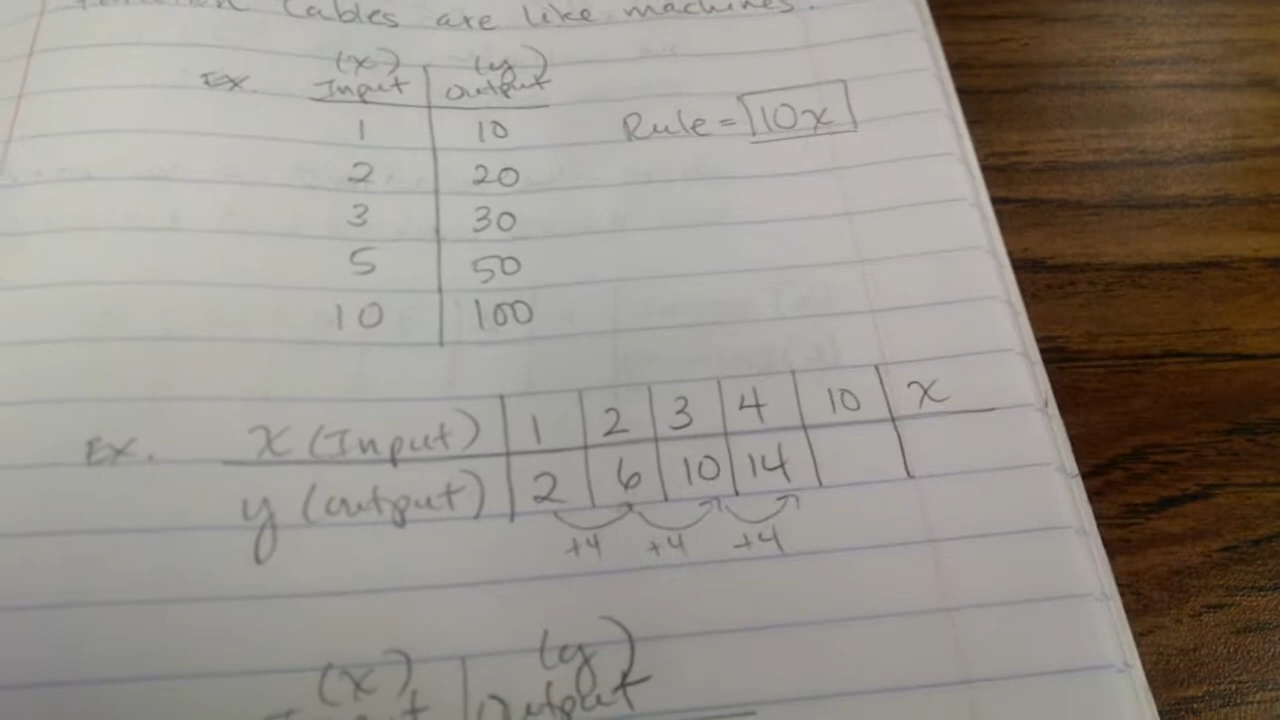 tables are like machines.
(x) (y)
Ex. Input Output
1 10 Rule = 10x
2 20
3 30
5 50
10 100
Ex. x (Input) 1 2 3 4 10 x
y (output) 2 6 10 14
+4 +4 +4
(x) (y)
Output